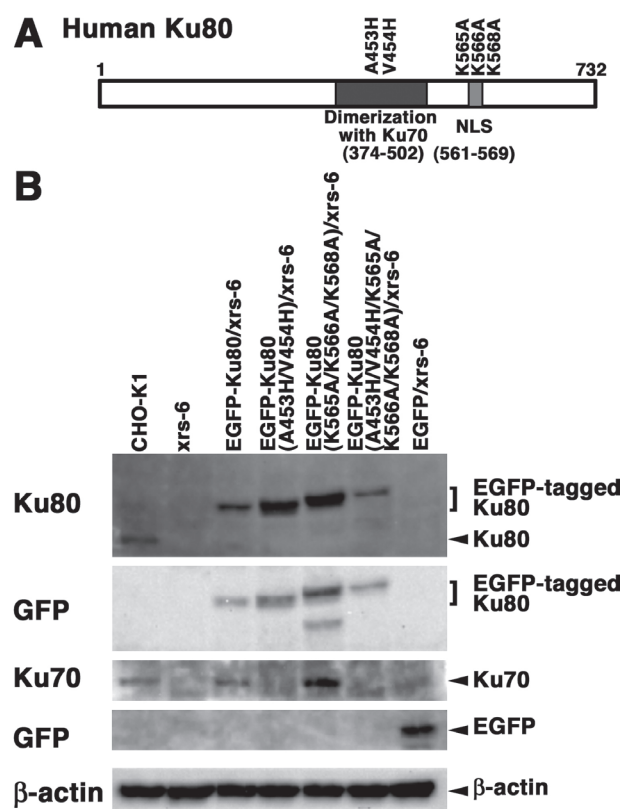 A Human Ku80
A453H
V454H
K565A
K566A
K568A
1
732
Dimerization
with Ku70
(374-502)
NLS
(561-569)
B
CHO-K1
xrs-6
EGFP-Ku80/xrs-6
EGFP-Ku80
(A453H/V454H)/xrs-6
EGFP-Ku80
(K565A/K566A/K568A)/xrs-6
EGFP-Ku80
(A453H/V454H/K565A/
K566A/K568A)/xrs-6
EGFP/xrs-6
Ku80
EGFP-tagged
Ku80
Ku80
GFP
EGFP-tagged
Ku80
Ku70
Ku70
GFP
EGFP
β-actin
β-actin